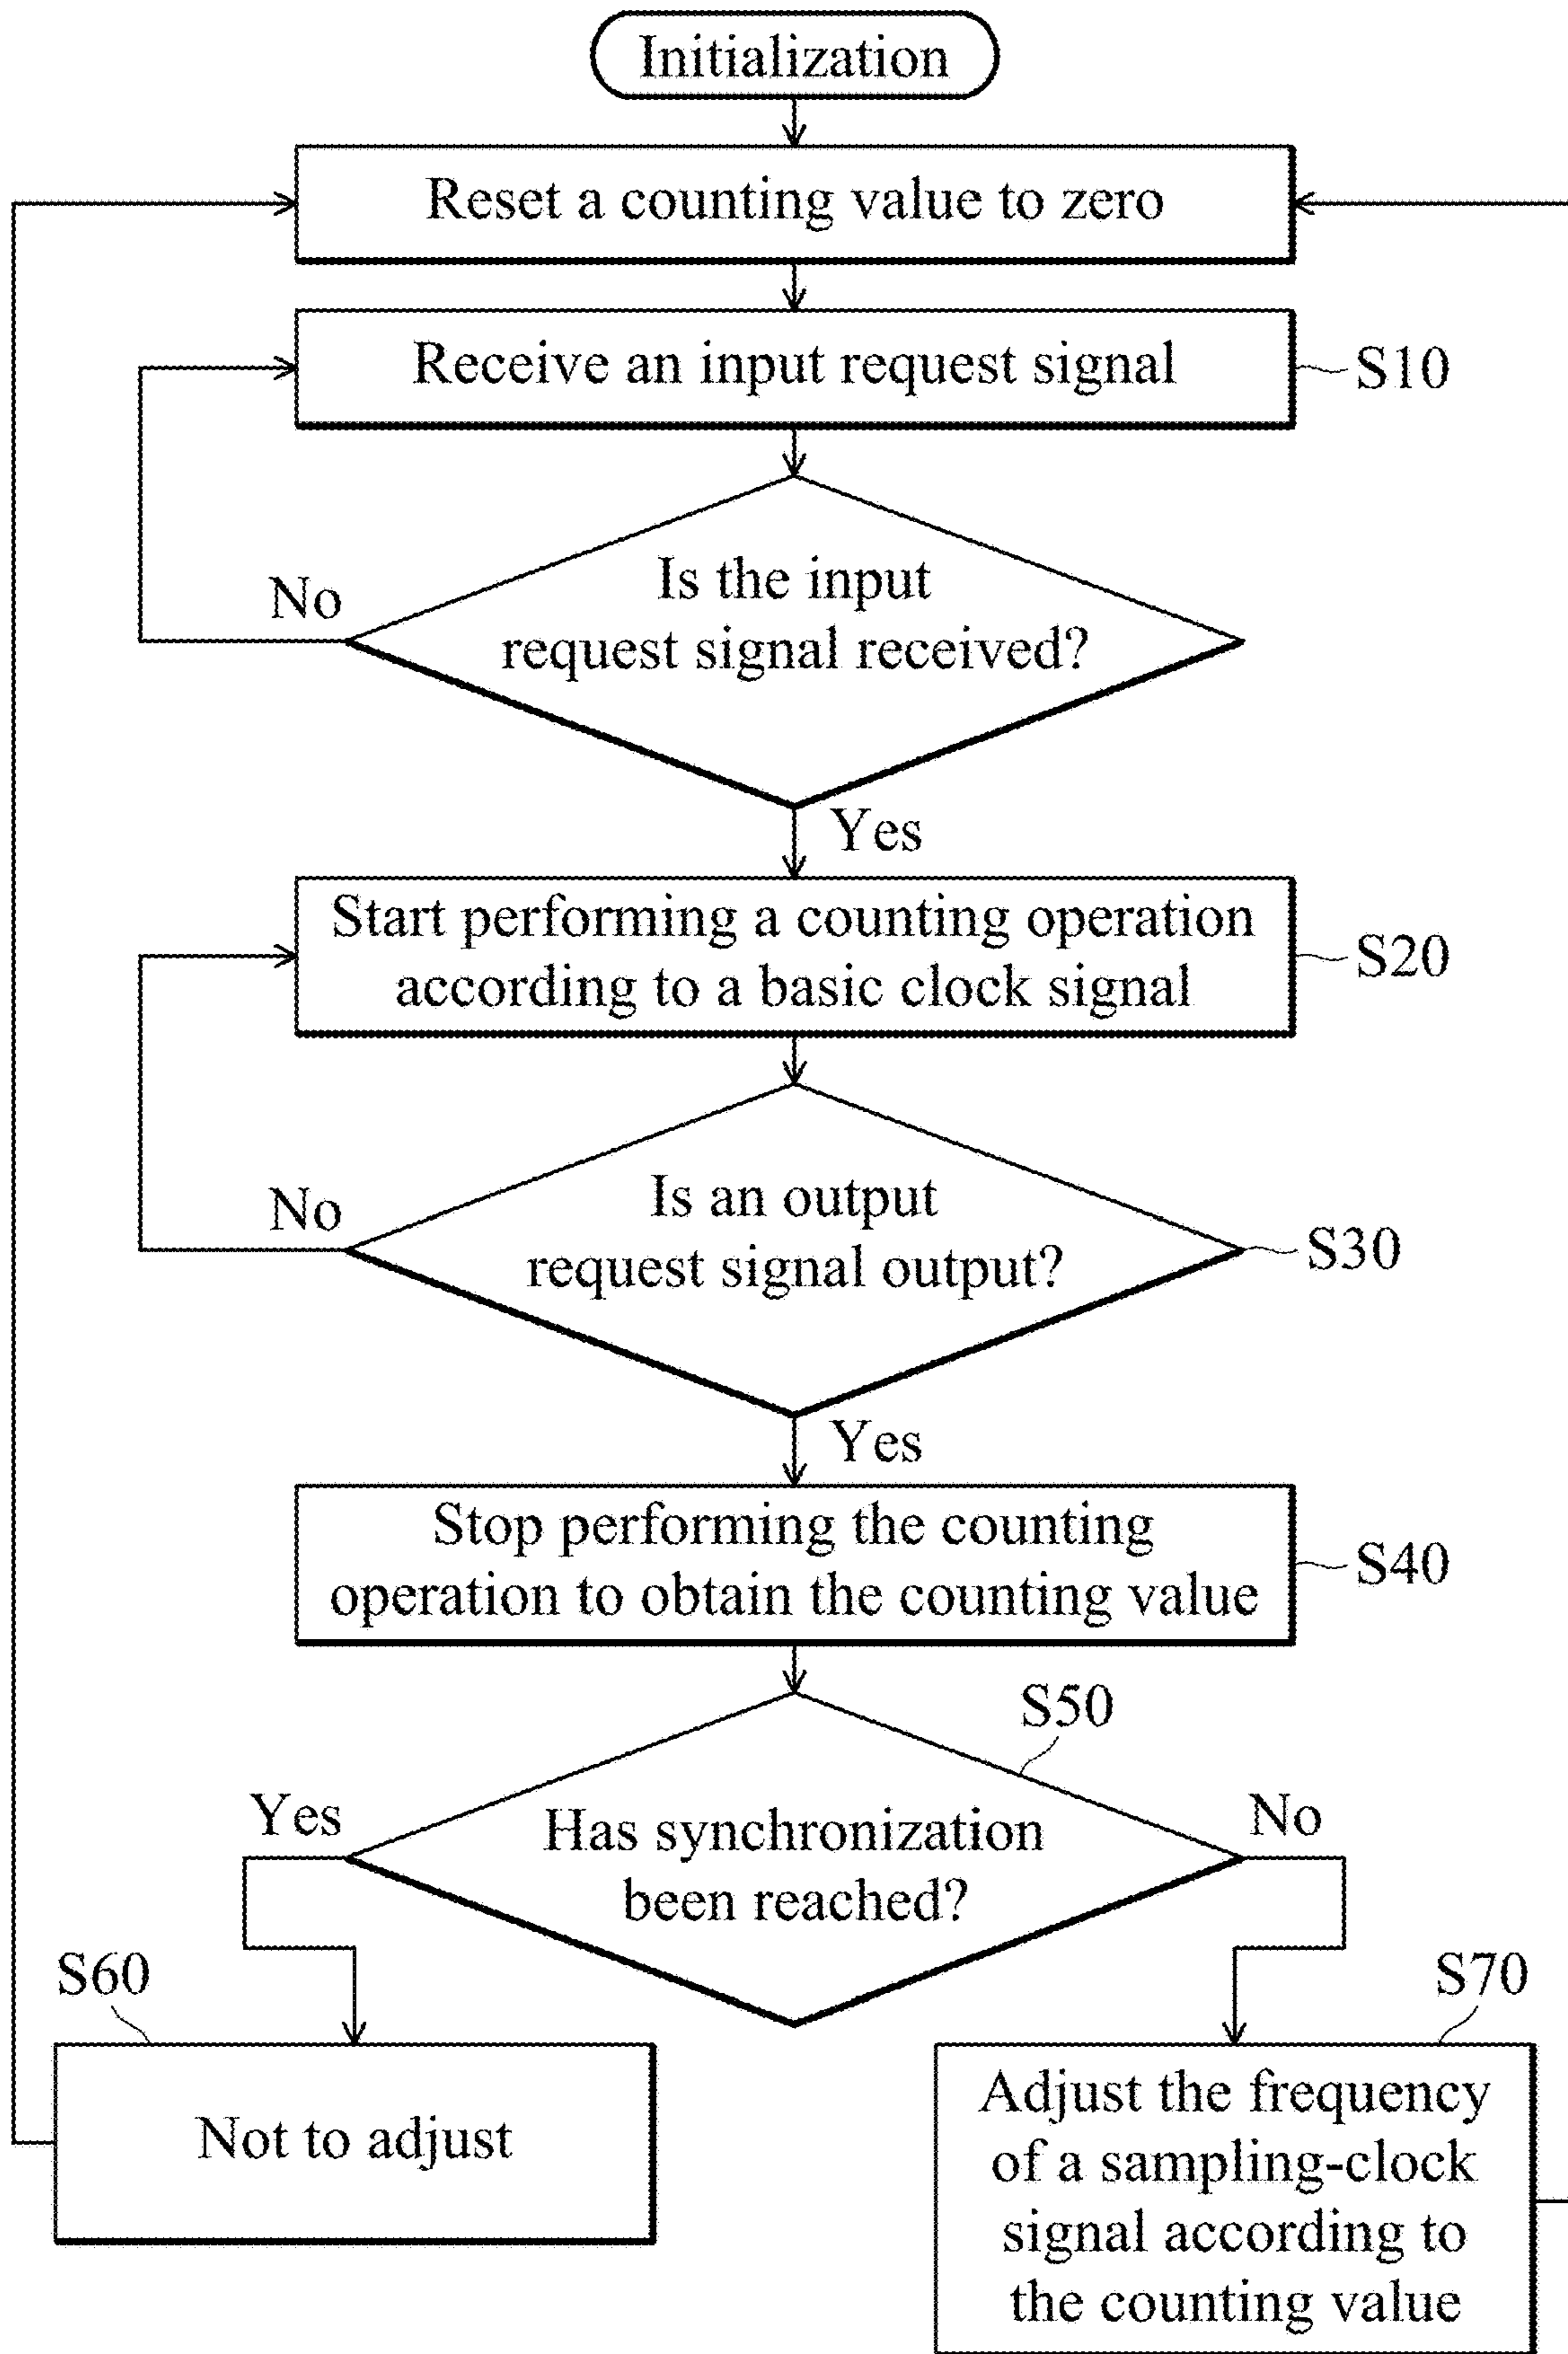 Initialization
Reset a counting value to zero
Receive an input request signal
S10
Is the input
request signal received?
No
Yes
Start performing a counting operation
according to a basic clock signal
S20
Is an output
request signal output?
No
S30
Yes
Stop performing the counting
operation to obtain the counting value
S40
S50
Has synchronization
been reached?
Yes
No
S60
Not to adjust
S70
Adjust the frequency
of a sampling-clock
signal according to
the counting value